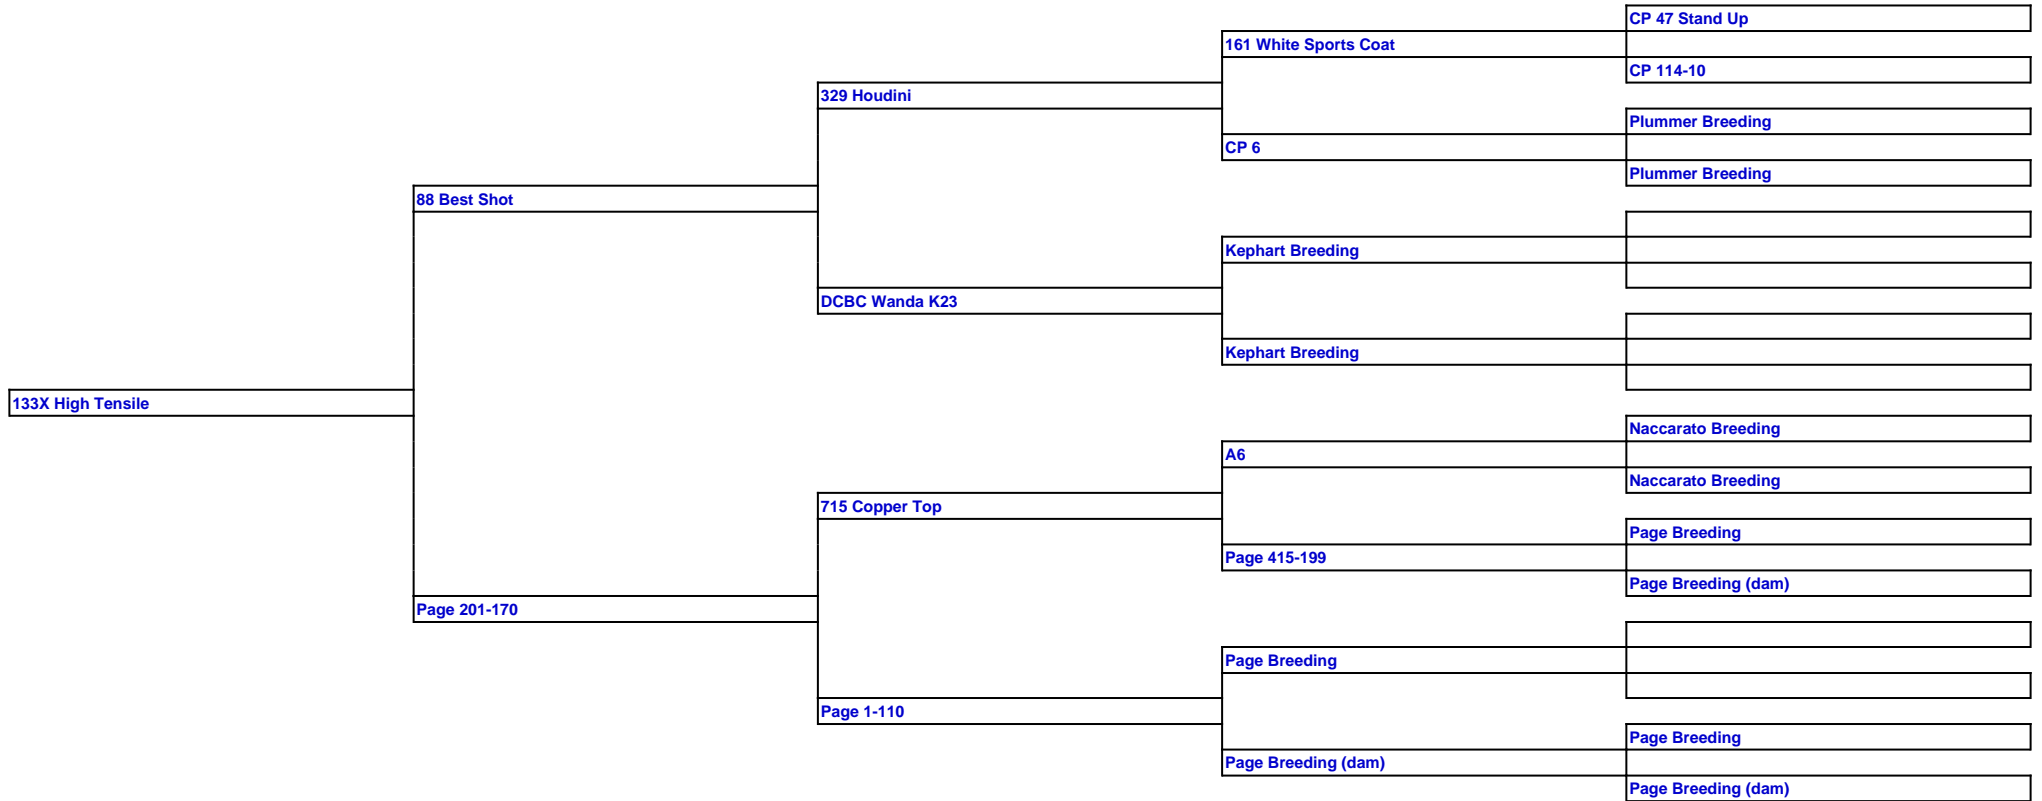 CP 47 Stand Up
161 White Sports Coat
CP 114-10
329 Houdini
Plummer Breeding
CP 6
Plummer Breeding
88 Best Shot
Kephart Breeding
DCBC Wanda K23
Kephart Breeding
133X High Tensile
Naccarato Breeding
A6
Naccarato Breeding
715 Copper Top
Page Breeding
Page 415-199
Page Breeding (dam)
Page 201-170
Page Breeding
Page 1-110
Page Breeding
Page Breeding (dam)
Page Breeding (dam)